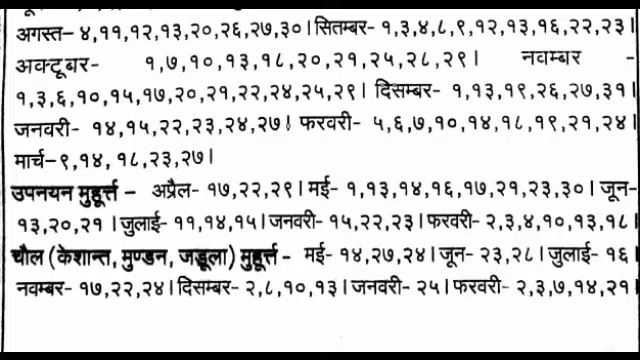 अगस्त– ४,११,१२,१३,२०,२६,२७,३०। सितम्बर- १,३,४,८,९,१२,१३,१६,२२,२३।
अक्टूबर- १,७,१०,१३,१८,२०,२१,२५,२८,२९। नवम्बर -
१,३,६,१०,१५,१७,२०,२१,२२,२४,२५,२९। दिसम्बर- १,१३,१९,२६,२७,३१।
जनवरी- १४,१५,२२,२३,२४,२७। फरवरी- ५,६,७,१०,१४,१८,१९,२१,२४।
मार्च–९,१४, १८,२३,२७।
उपनयन मुहूर्त्त – अप्रैल- १७,२२,२९। मई- १,१३,१४,१६,१७,२१,२३,३०। जून-
१३,२०,२१ । जुलाई- ११,१४,१५। जनवरी- १५,२२,२३। फरवरी- २,३,४,१०,१३,१८।
चौल (केशान्त, मुण्डन, जडूला) मुहूर्त्त – मई- १४,२७,२४। जून- २३,२८। जुलाई- १६।
नवम्बर- १७,२२,२४। दिसम्बर- २,८,१०,१३। जनवरी- २५। फरवरी- २,३,७,१४,२१।